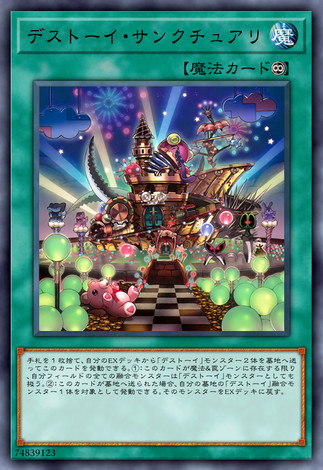 デストーイ・サンクチュアリ
魔
【魔法カード】
手札を１枚捨て、自分のEXデッキから「デストーイ」モンスター２体を墓地へ送
ってこのカードを発動できる。①:このカードが魔法&罠ゾーンに存在する限り
、自分フィールドの全ての融合モンスターは「デストーイ」モンスターとしても
扱う。②:このカードが墓地へ送られた場合、自分の墓地の「デストーイ」融合モ
ンスター１体を対象として発動できる。そのモンスターをEXデッキに戻す。
74839123